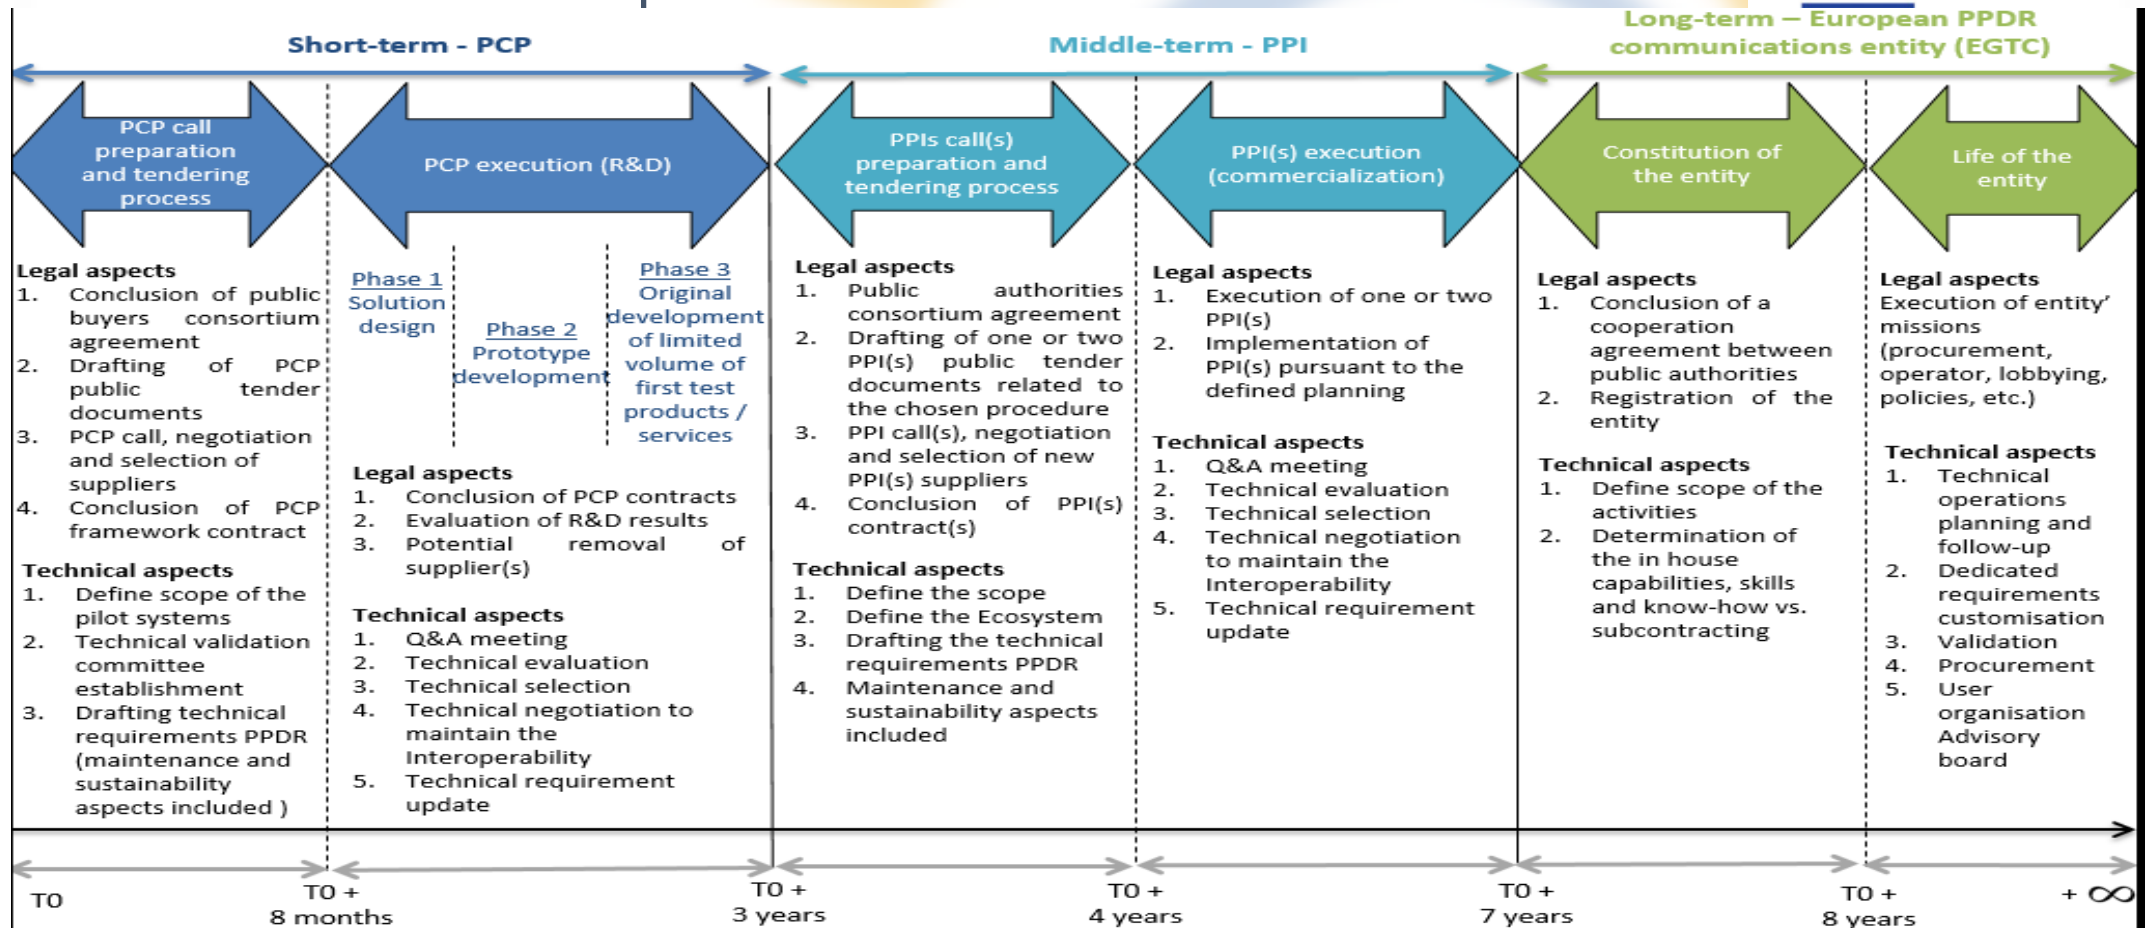 Short-term - PCP
Middle-term - PPI
Long-term – European PPDR
communications entity (EGTC)
PCP call
preparation
and tendering
process
PCP execution (R&D)
PPIs call(s)
preparation and
tendering process
PPI(s) execution
(commercialization)
Constitution of
the entity
Life of the
entity
Legal aspects
1. Conclusion of public
buyers consortium
agreement
2. Drafting of PCP
public tender
documents
3. PCP call, negotiation
and selection of
suppliers
4. Conclusion of PCP
framework contract
Technical aspects
1. Define scope of the
pilot systems
2. Technical validation
committee
establishment
3. Drafting technical
requirements PPDR
(maintenance and
sustainability
aspects included )
Phase 1
Solution
design
Phase 2
Prototype
development
Phase 3
Original
development
of limited
volume of
first test
products /
services
Legal aspects
1. Conclusion of PCP contracts
2. Evaluation of R&D results
3. Potential removal of
supplier(s)
Technical aspects
1. Q&A meeting
2. Technical evaluation
3. Technical selection
4. Technical negotiation to
maintain the
Interoperability
5. Technical requirement
update
Legal aspects
1. Public authorities
consortium agreement
2. Drafting of one or two
PPI(s) public tender
documents related to
the chosen procedure
3. PPI call(s), negotiation
and selection of new
PPI(s) suppliers
4. Conclusion of PPI(s)
contract(s)
Technical aspects
1. Define the scope
2. Define the Ecosystem
3. Drafting the technical
requirements PPDR
4. Maintenance and
sustainability aspects
included
Legal aspects
1. Execution of one or two
PPI(s)
2. Implementation of
PPI(s) pursuant to the
defined planning
Technical aspects
1. Q&A meeting
2. Technical evaluation
3. Technical selection
4. Technical negotiation
to maintain the
Interoperability
5. Technical requirement
update
Legal aspects
1. Conclusion of a
cooperation
agreement between
public authorities
2. Registration of the
entity
Technical aspects
1. Define scope of the
activities
2. Determination of
the in house
capabilities, skills
and know-how vs.
subcontracting
Legal aspects
Execution of entity’
missions
(procurement,
operator, lobbying,
policies, etc.)
Technical aspects
1. Technical
operations
planning and
follow-up
2. Dedicated
requirements
customisation
3. Validation
4. Procurement
5. User
organisation
Advisory
board
T0
T0 +
8 months
T0 +
3 years
T0 +
4 years
T0 +
7 years
T0 +
8 years
+ ∞